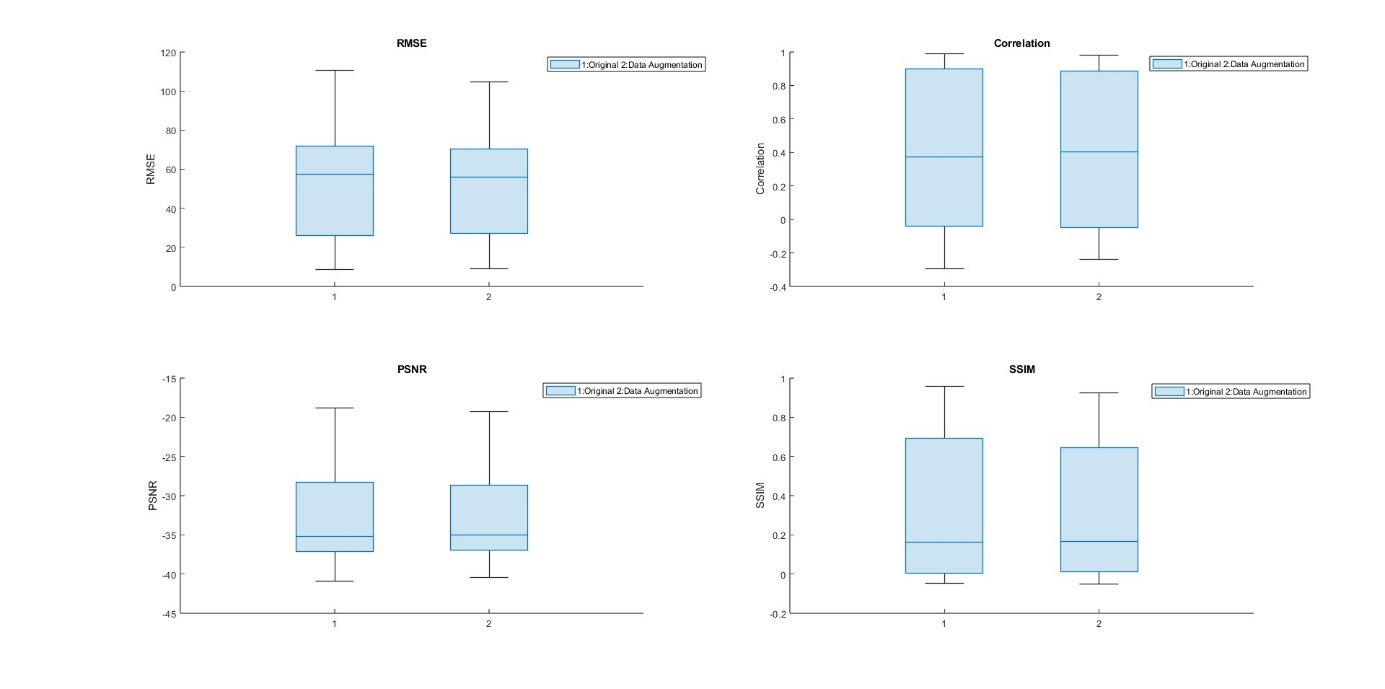 RMSE
1:Original 2:Data Augmentation
RMSE
120
100
80
60
40
20
0
1 2
Correlation
1:Original 2:Data Augmentation
Correlation
1
0.8
0.6
0.4
0.2
0
-0.2
-0.4
1 2
PSNR
1:Original 2:Data Augmentation
PSNR
-15
-20
-25
-30
-35
-40
-45
1 2
SSIM
1:Original 2:Data Augmentation
SSIM
1
0.8
0.6
0.4
0.2
0
-0.2
1 2